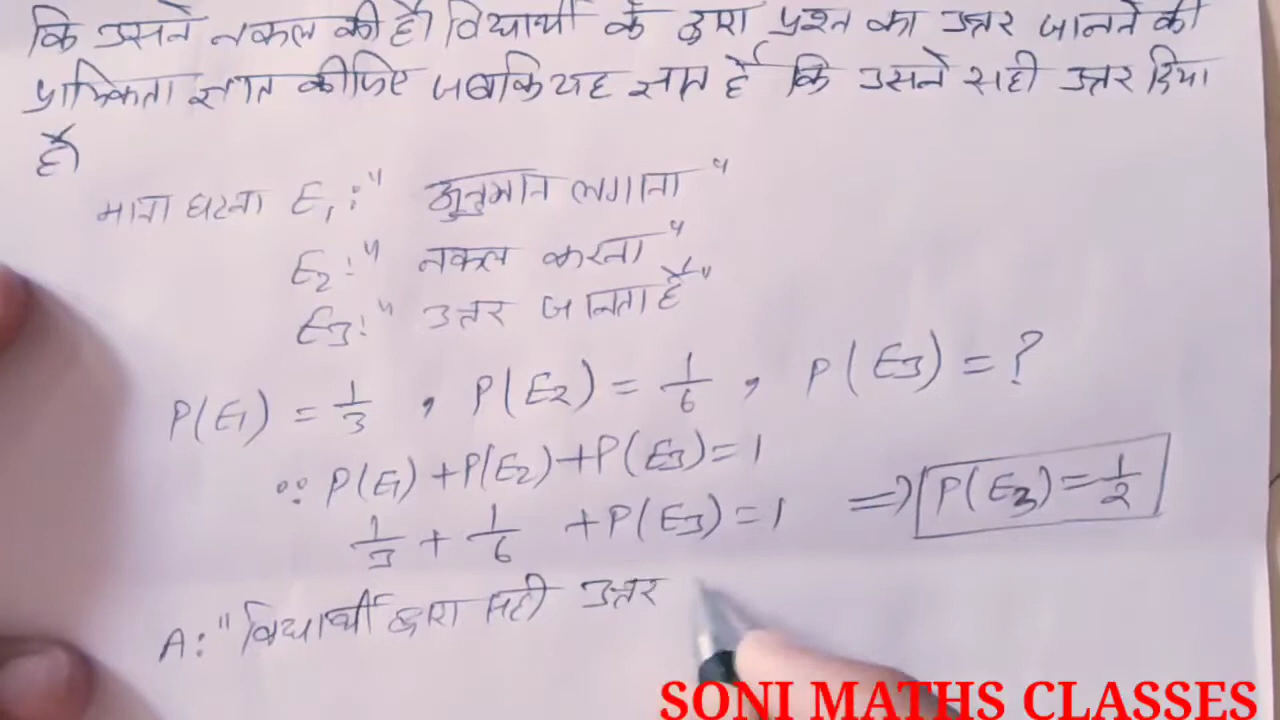 कि उसने नकल की है। विद्यार्थी के द्वारा प्रश्न का उत्तर जानने की
प्रायिकता ज्ञात कीजिए जबकि यह ज्ञात है कि उसने सही उत्तर दिया
है।
माना घटना E₁: " अनुमान लगाना "
E₂: " नकल करना "
E₃: " उत्तर जानता है "
P(E₁) = 1/3 , P(E₂) = 1/6 , P(E₃) = ?
∵ P(E₁) + P(E₂) + P(E₃) = 1
1/3 + 1/6 + P(E₃) = 1 ⇒ P(E₃) = 1/2
A: " विद्यार्थी द्वारा सही उत्तर
SONI MATHS CLASSES